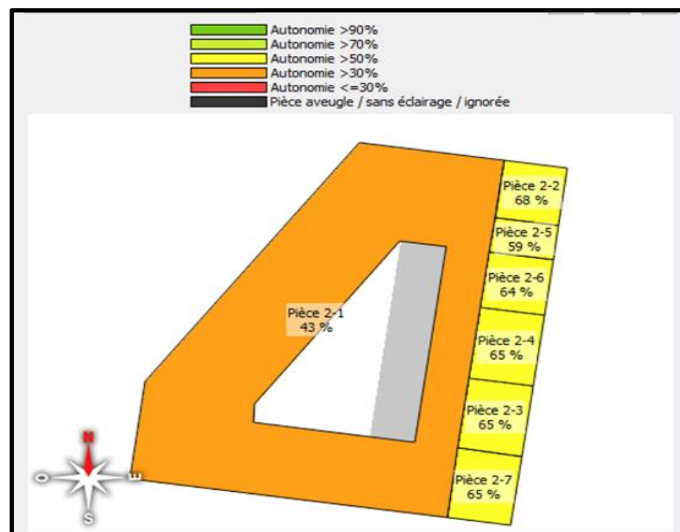 Autonomie >90%
Autonomie >70%
Autonomie >50%
Autonomie >30%
Autonomie <=30%
Pièce aveugle / sans éclairage / ignorée
Pièce 2-2
68 %
Pièce 2-5
59 %
Pièce 2-6
64 %
Pièce 2-1
43 %
Pièce 2-4
65 %
Pièce 2-3
65 %
Pièce 2-7
65 %
N
O
E
S